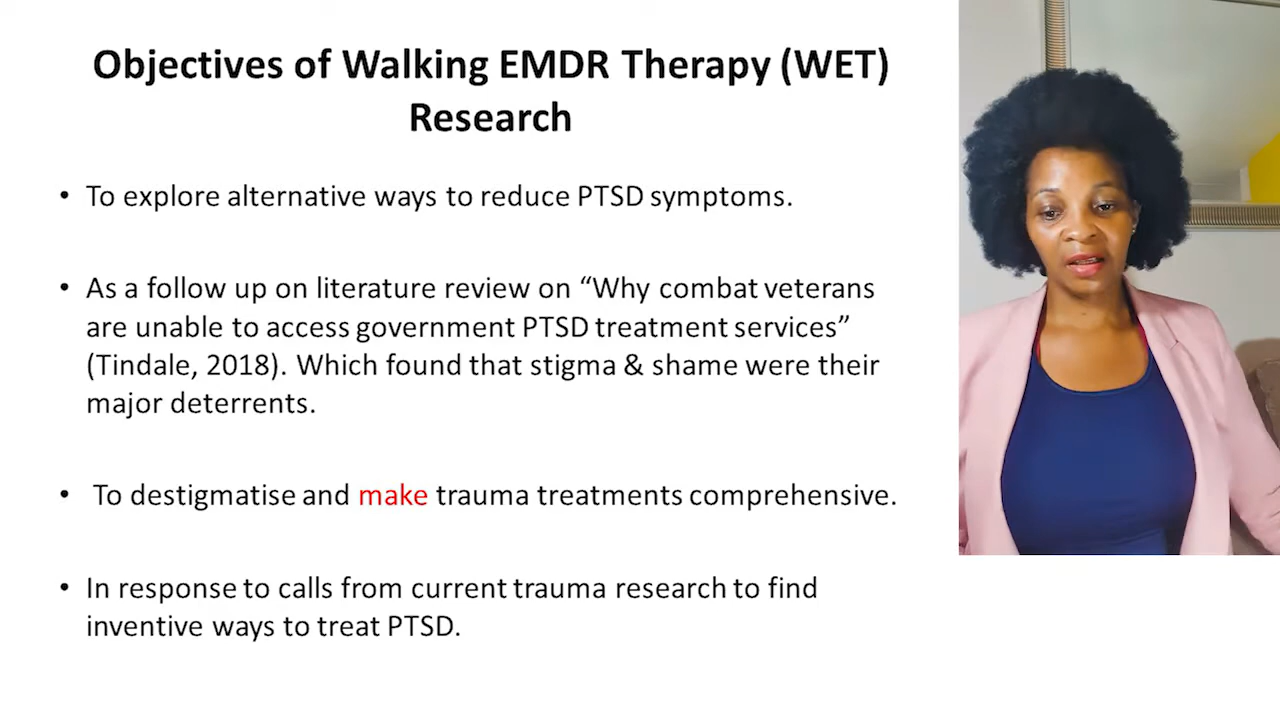 Objectives of Walking EMDR Therapy (WET)
Research
• To explore alternative ways to reduce PTSD symptoms.
• As a follow up on literature review on “Why combat veterans
are unable to access government PTSD treatment services”
(Tindale, 2018). Which found that stigma & shame were their
major deterrents.
• To destigmatise and make trauma treatments comprehensive.
• In response to calls from current trauma research to find
inventive ways to treat PTSD.